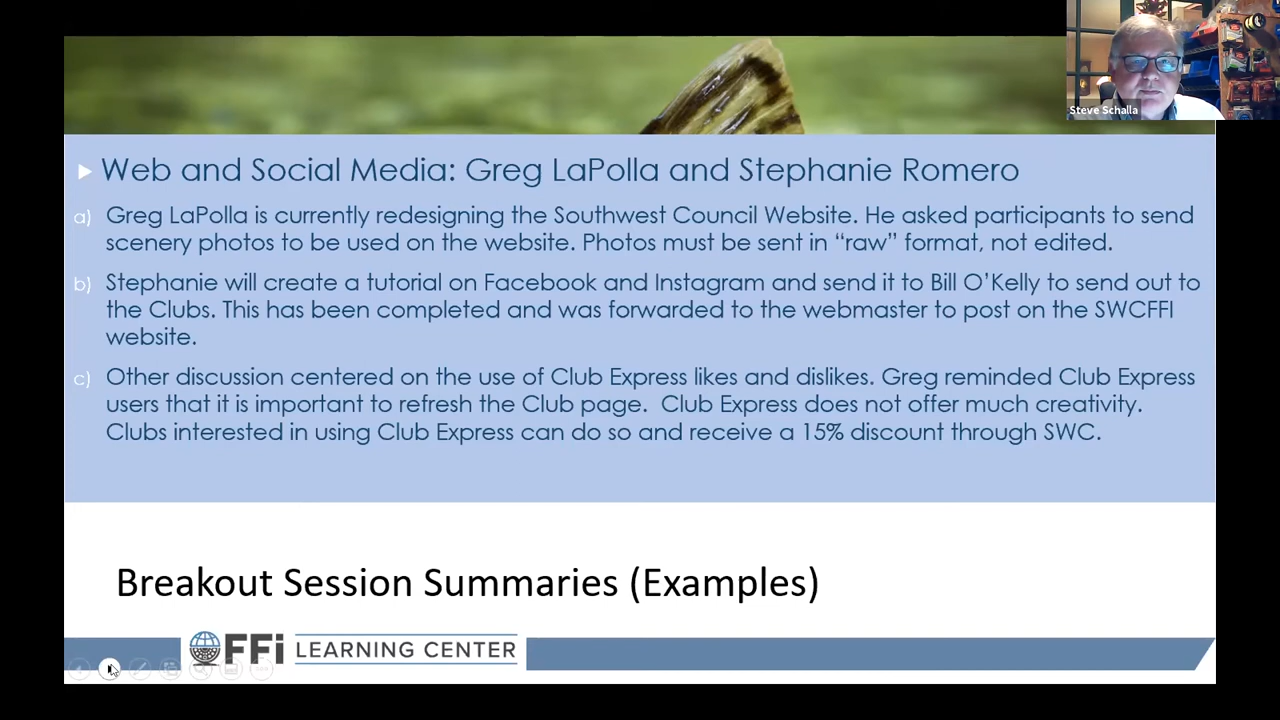 Steve Schalla
Web and Social Media: Greg LaPolla and Stephanie Romero
a) Greg LaPolla is currently redesigning the Southwest Council Website. He asked participants to send
scenery photos to be used on the website. Photos must be sent in “raw” format, not edited.
b) Stephanie will create a tutorial on Facebook and Instagram and send it to Bill O’Kelly to send out to
the Clubs. This has been completed and was forwarded to the webmaster to post on the SWCFFI
website.
c) Other discussion centered on the use of Club Express likes and dislikes. Greg reminded Club Express
users that it is important to refresh the Club page.  Club Express does not offer much creativity.
Clubs interested in using Club Express can do so and receive a 15% discount through SWC.
Breakout Session Summaries (Examples)
FFi LEARNING CENTER